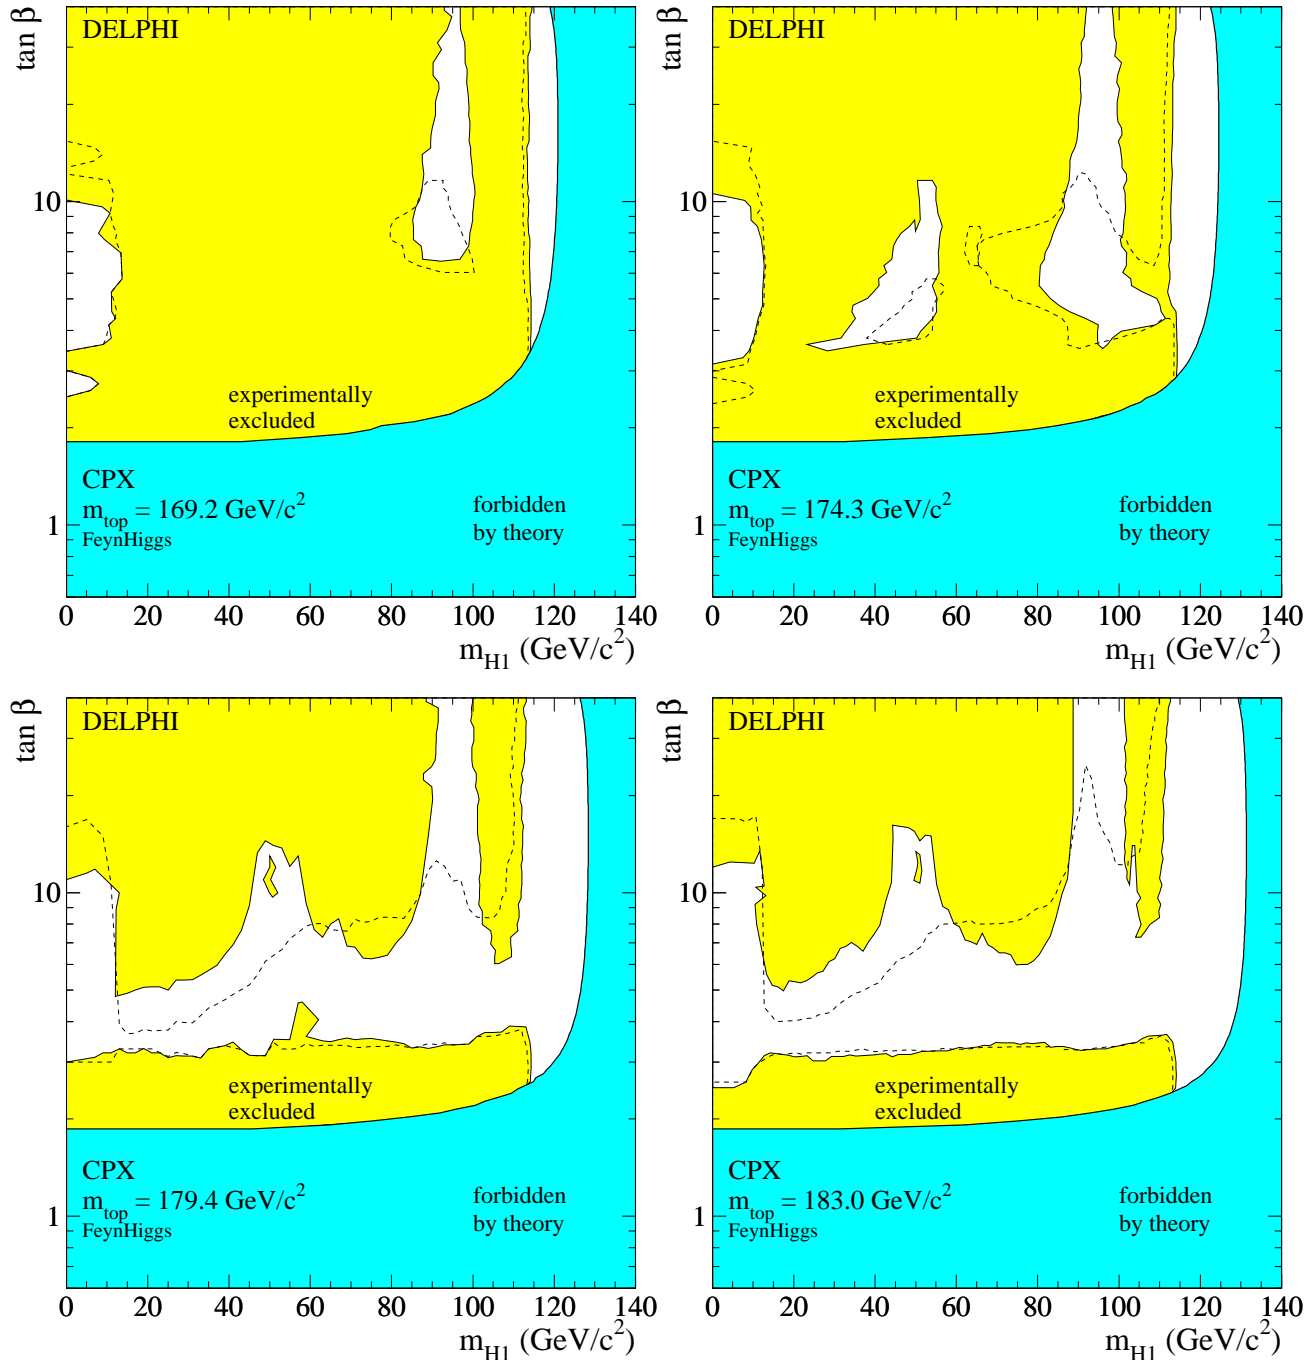 tan β
DELPHI
10
1
experimentally
excluded
CPX
m_top = 169.2 GeV/c²
FeynHiggs
forbidden
by theory
0 20 40 60 80 100 120 140
m_H1 (GeV/c²)
tan β
DELPHI
10
1
experimentally
excluded
CPX
m_top = 174.3 GeV/c²
FeynHiggs
forbidden
by theory
0 20 40 60 80 100 120 140
m_H1 (GeV/c²)
tan β
DELPHI
10
1
experimentally
excluded
CPX
m_top = 179.4 GeV/c²
FeynHiggs
forbidden
by theory
0 20 40 60 80 100 120 140
m_H1 (GeV/c²)
tan β
DELPHI
10
1
experimentally
excluded
CPX
m_top = 183.0 GeV/c²
FeynHiggs
forbidden
by theory
0 20 40 60 80 100 120 140
m_H1 (GeV/c²)